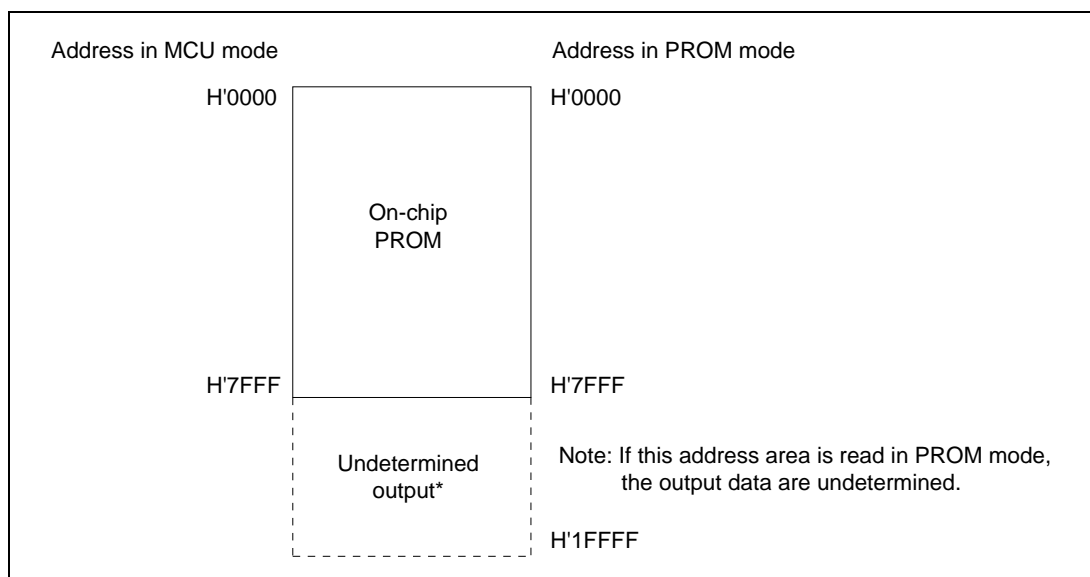 Address in MCU mode
Address in PROM mode
H'0000
H'0000
On-chip
PROM
H'7FFF
H'7FFF
Undetermined
output*
Note: If this address area is read in PROM mode,
the output data are undetermined.
H'1FFFF